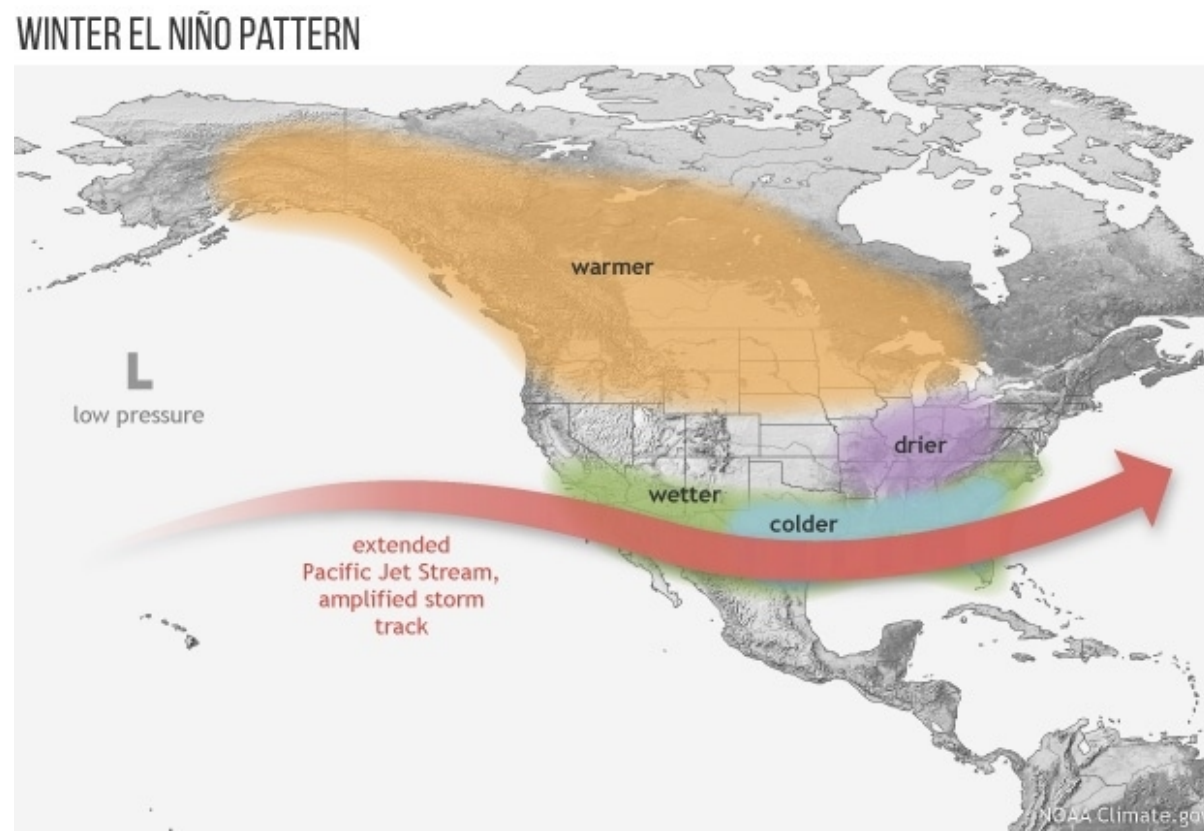 WINTER EL NIÑO PATTERN
warmer
L
low pressure
drier
wetter
colder
extended
Pacific Jet Stream,
amplified storm
track
NOAA Climate.go